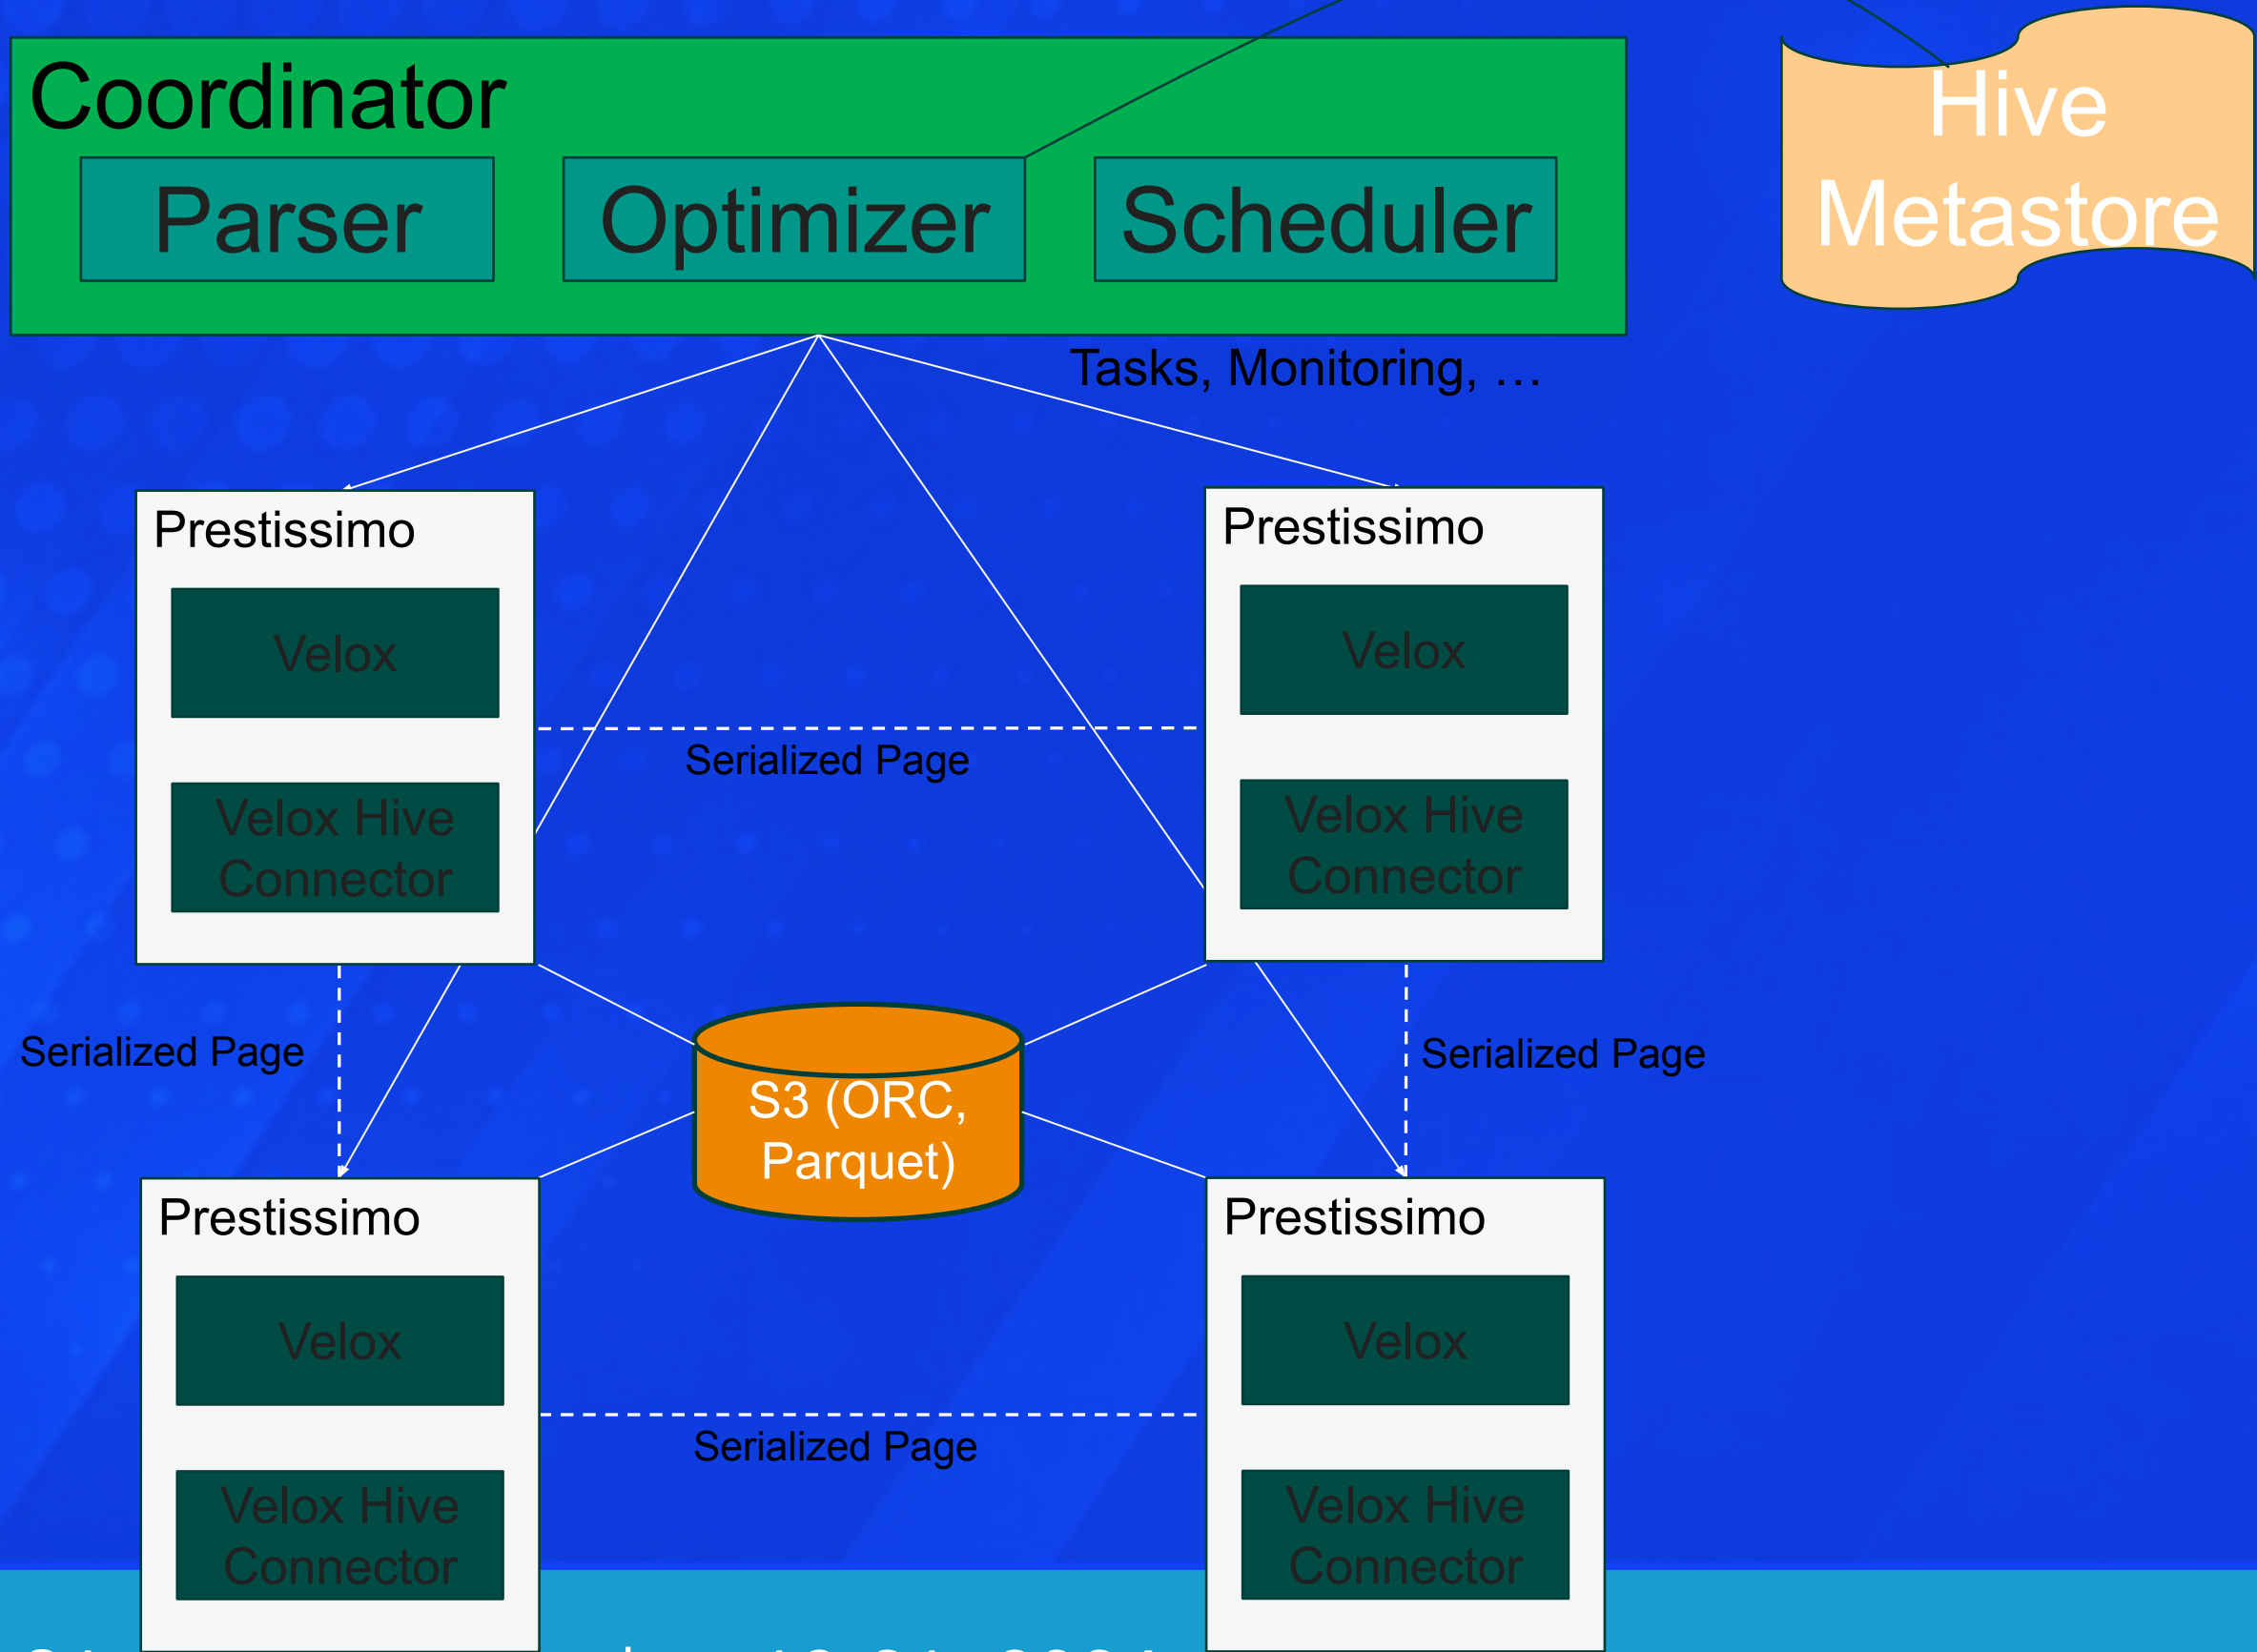 Coordinator
Parser
Optimizer
Scheduler
Hive
Metastore
Tasks, Monitoring, …
Prestissimo
Velox
Velox Hive
Connector
Prestissimo
Velox
Velox Hive
Connector
Serialized Page
Serialized Page
Serialized Page
S3 (ORC,
Parquet)
Prestissimo
Velox
Velox Hive
Connector
Prestissimo
Velox
Velox Hive
Connector
Serialized Page